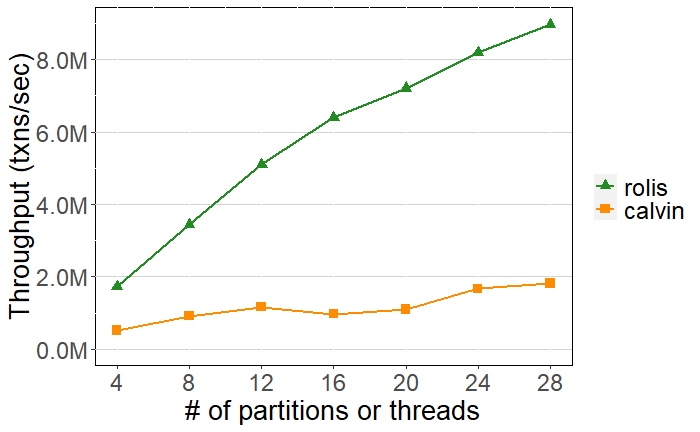 Throughput (txns/sec)
8.0M
6.0M
4.0M
2.0M
0.0M
4 8 12 16 20 24 28
# of partitions or threads
rolis
calvin